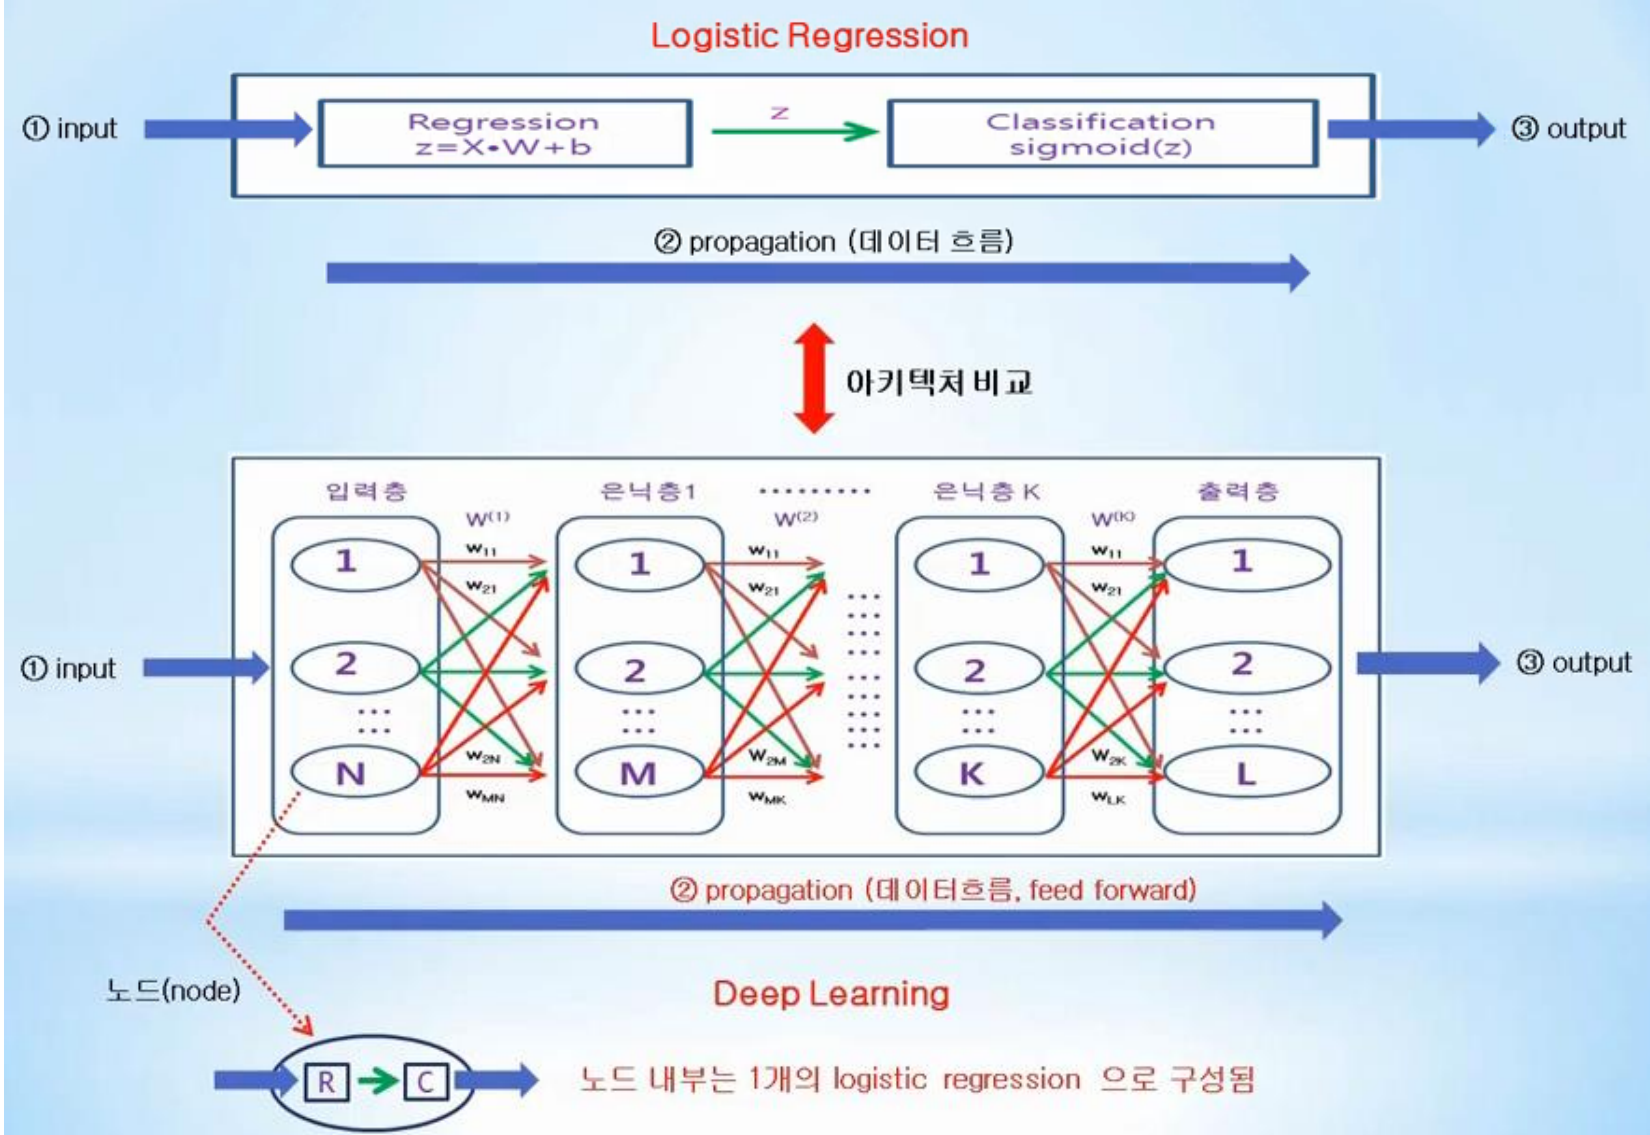 Logistic Regression
① input
Regression
z=X•W+b
z
Classification
sigmoid(z)
③ output
② propagation (데이터 흐름)
아키텍처 비교
입력층 은닉층1 ········· 은닉층 K 출력층
W(1) W(2) W(K)
1 w11 1 w11 1 w11 1
w21 w21 w21
① input
2 2 2 2
③ output
··· ··· ··· ···
w2N w2M w2K
N M K L
wMN wMK wLK
② propagation (데이터흐름, feed forward)
노드(node)
Deep Learning
R C
노드 내부는 1개의 logistic regression 으로 구성됨